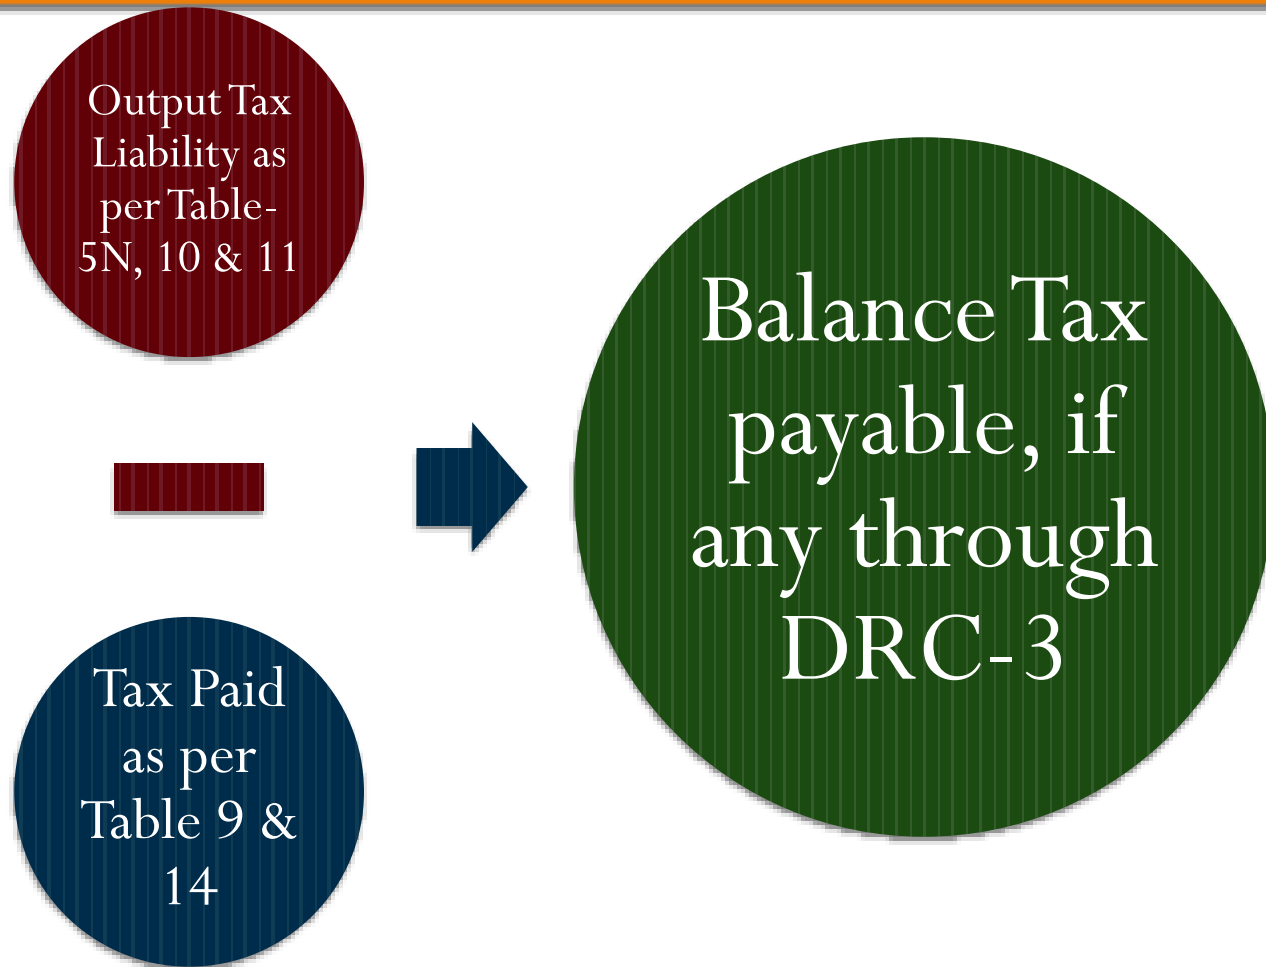 Output Tax
Liability as
per Table-
5N, 10 & 11
Tax Paid
as per
Table 9 &
14
Balance Tax
payable, if
any through
DRC-3